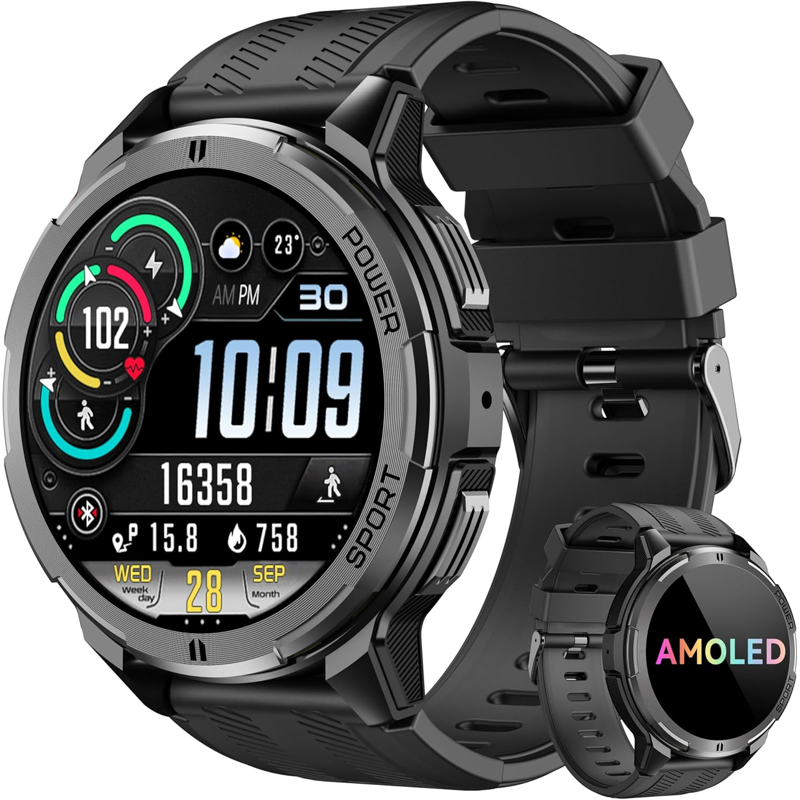 23°
AM PM
30
102
10:09
16358
15.8
758
WED
Week
day
28
SEP
Month
POWER
SPORT
AMOLED
POWER
SPORT